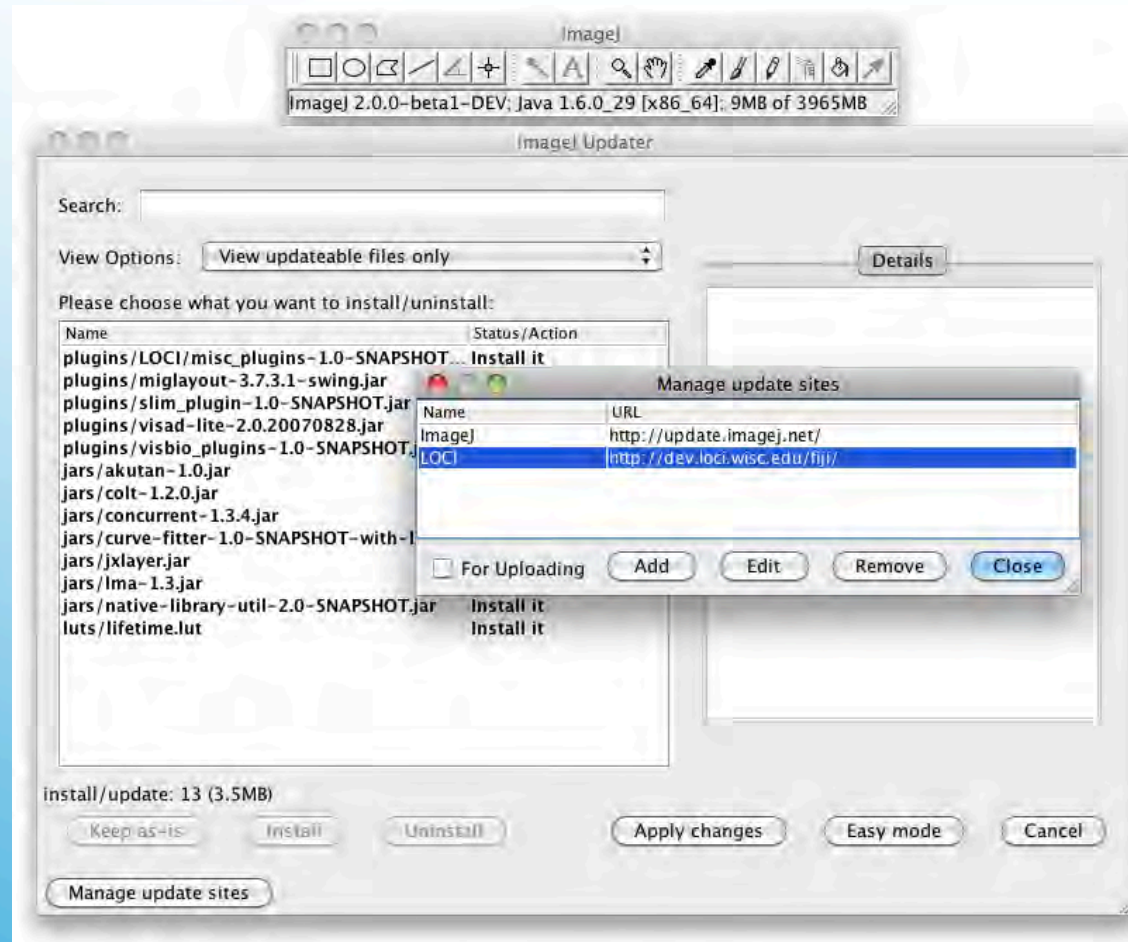 ImageJ
ImageJ 2.0.0-beta1-DEV; Java 1.6.0_29 [x86_64]; 9MB of 3965MB
ImageJ Updater
Search:
View Options: View updateable files only
Details
Please choose what you want to install/uninstall:
Name Status/Action
plugins/LOCI/misc_plugins-1.0-SNAPSHOT... Install it
plugins/miglayout-3.7.3.1-swing.jar
plugins/slim_plugin-1.0-SNAPSHOT.jar
plugins/visad-lite-2.0.20070828.jar
plugins/visbio_plugins-1.0-SNAPSHOT.j
jars/akutan-1.0.jar
jars/colt-1.2.0.jar
jars/concurrent-1.3.4.jar
jars/curve-fitter-1.0-SNAPSHOT-with-
jars/jxlayer.jar
jars/lma-1.3.jar
jars/native-library-util-2.0-SNAPSHOT.jar Install it
luts/lifetime.lut Install it
Manage update sites
Name URL
ImageJ http://update.imagej.net/
LOCI http://dev.loci.wisc.edu/fiji/
For Uploading Add Edit Remove Close
install/update: 13 (3.5MB)
Keep as-is Install Uninstall Apply changes Easy mode Cancel
Manage update sites